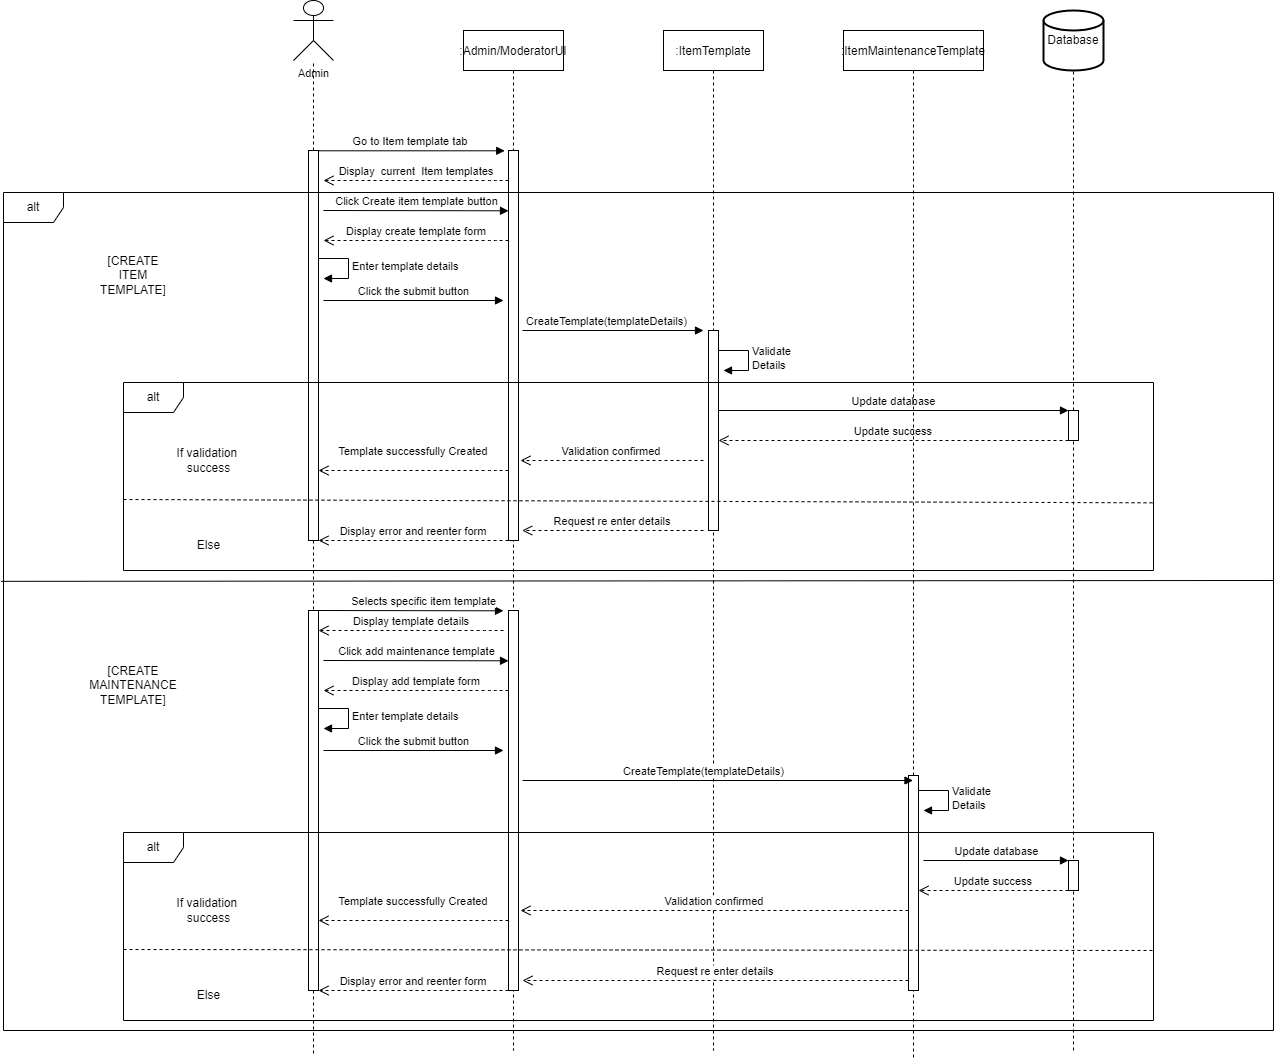 Admin
:Admin/ModeratorUI
:ItemTemplate
:ItemMaintenanceTemplate
Database
Go to Item template tab
Display current Item templates
alt
Click Create item template button
Display create template form
[CREATE
ITEM
TEMPLATE]
Enter template details
Click the submit button
CreateTemplate(templateDetails)
Validate
Details
alt
Update database
Update success
If validation
success
Template successfully Created
Validation confirmed
Request re enter details
Display error and reenter form
Else
Selects specific item template
Display template details
Click add maintenance template
[CREATE
MAINTENANCE
TEMPLATE]
Display add template form
Enter template details
Click the submit button
CreateTemplate(templateDetails)
Validate
Details
alt
Update database
Update success
If validation
success
Template successfully Created
Validation confirmed
Request re enter details
Display error and reenter form
Else